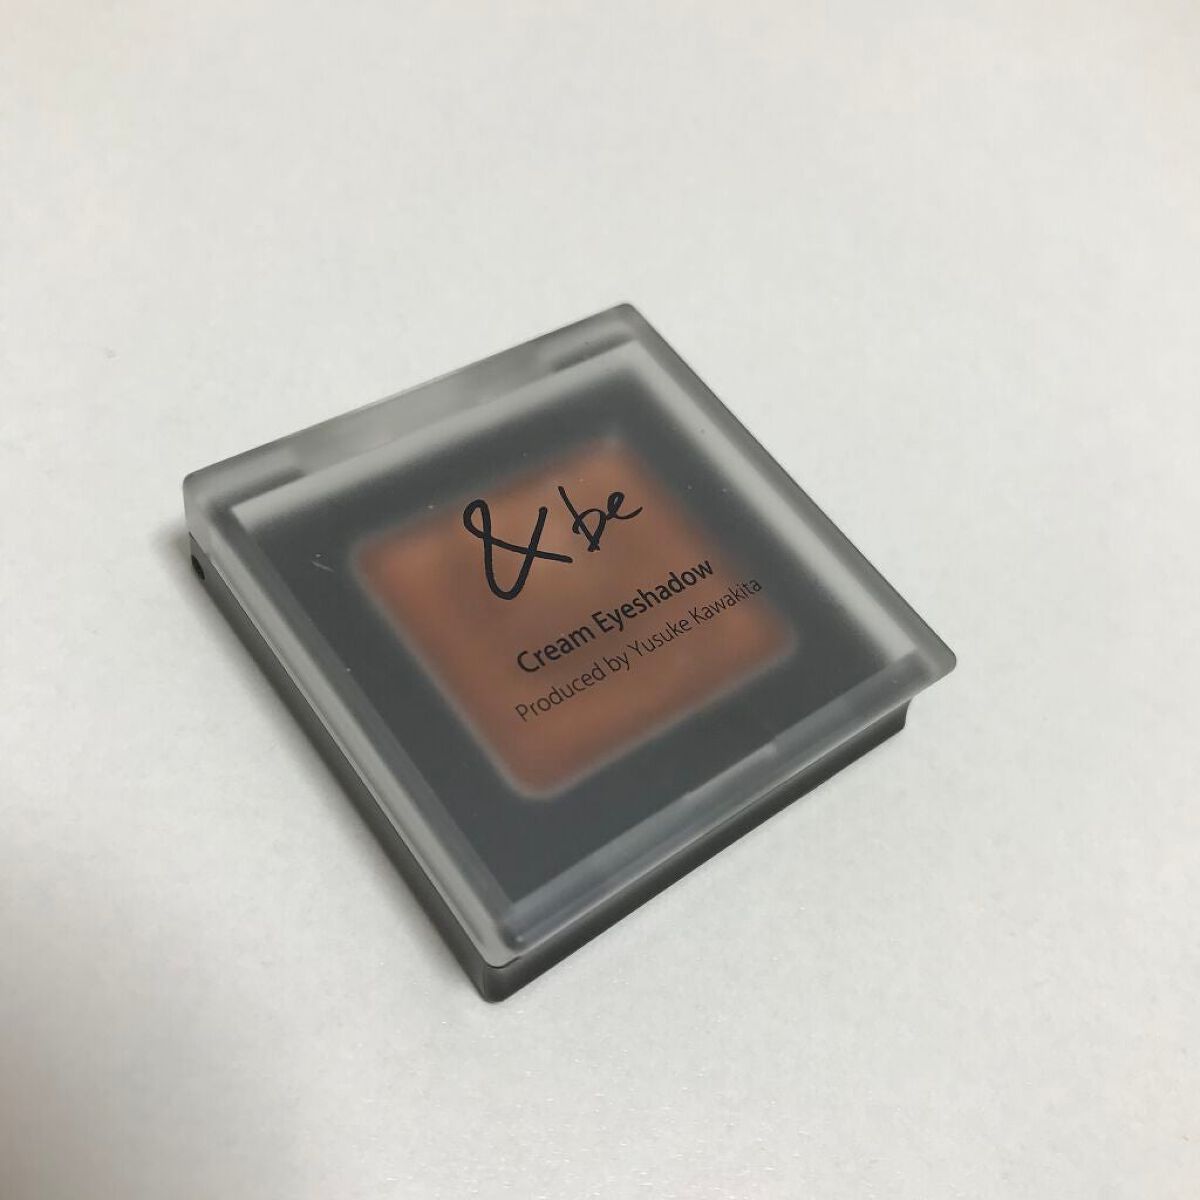 &be
Cream Eyeshadow
Produced by Yusuke Kawakita